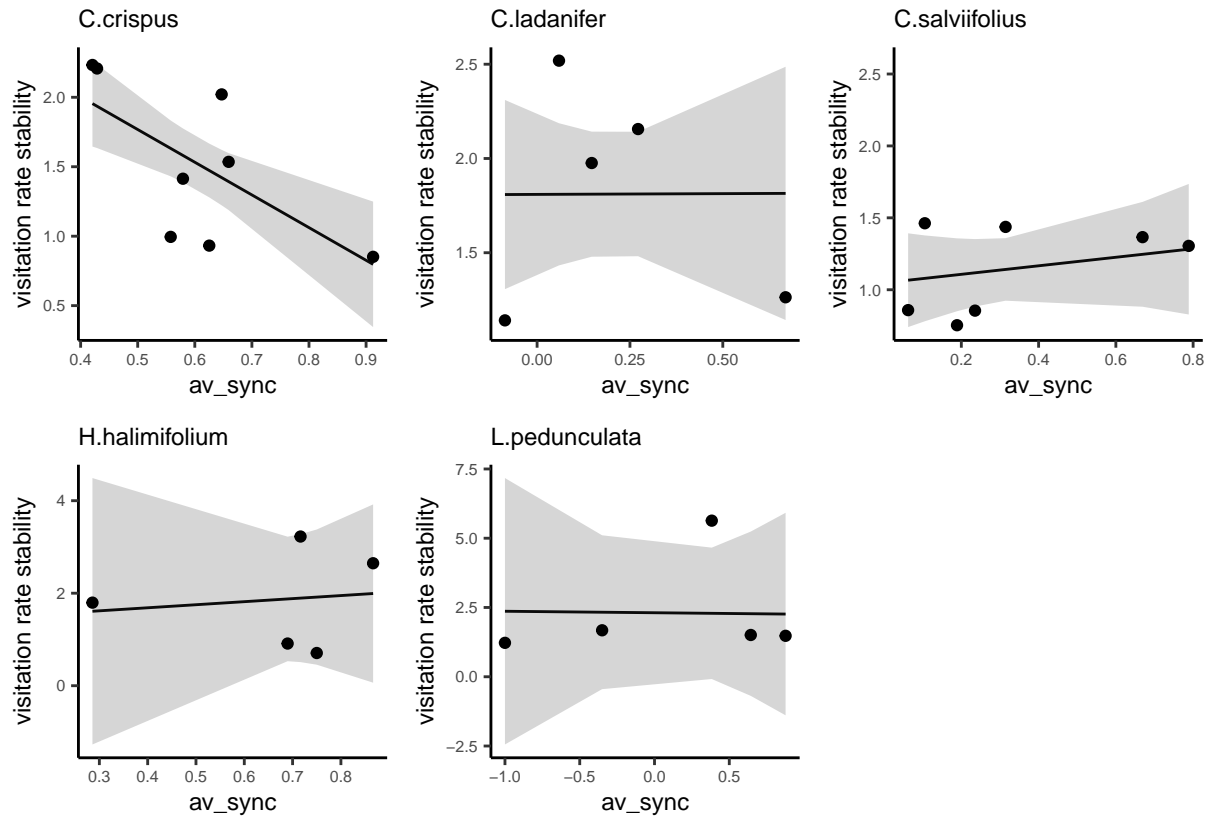 C.crispus
visitation rate stability
2.0
1.5
1.0
0.5
0.4 0.5 0.6 0.7 0.8 0.9
av_sync
C.ladanifer
visitation rate stability
2.5
2.0
1.5
0.00 0.25 0.50
av_sync
C.salviifolius
visitation rate stability
2.5
2.0
1.5
1.0
0.2 0.4 0.6 0.8
av_sync
H.halimifolium
visitation rate stability
4
2
0
0.3 0.4 0.5 0.6 0.7 0.8
av_sync
L.pedunculata
visitation rate stability
7.5
5.0
2.5
0.0
−2.5
−1.0 −0.5 0.0 0.5
av_sync